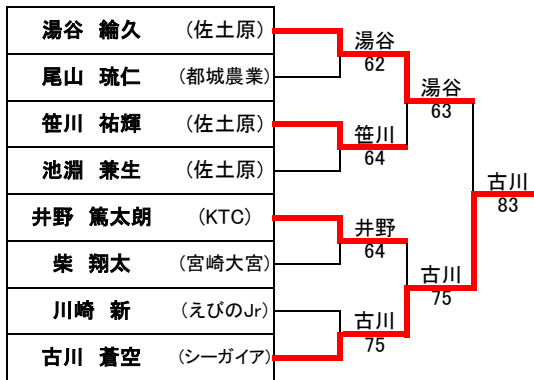 湯谷 綸久 (佐土原)
尾山 琉仁 (都城農業)
笹川 祐輝 (佐土原)
池淵 兼生 (佐土原)
井野 篤太朗 (KTC)
柴 翔太 (宮崎大宮)
川崎 新 (えびのJr)
古川 蒼空 (シーガイア)
湯谷
62
笹川
64
井野
64
古川
75
湯谷
63
古川
75
古川
83